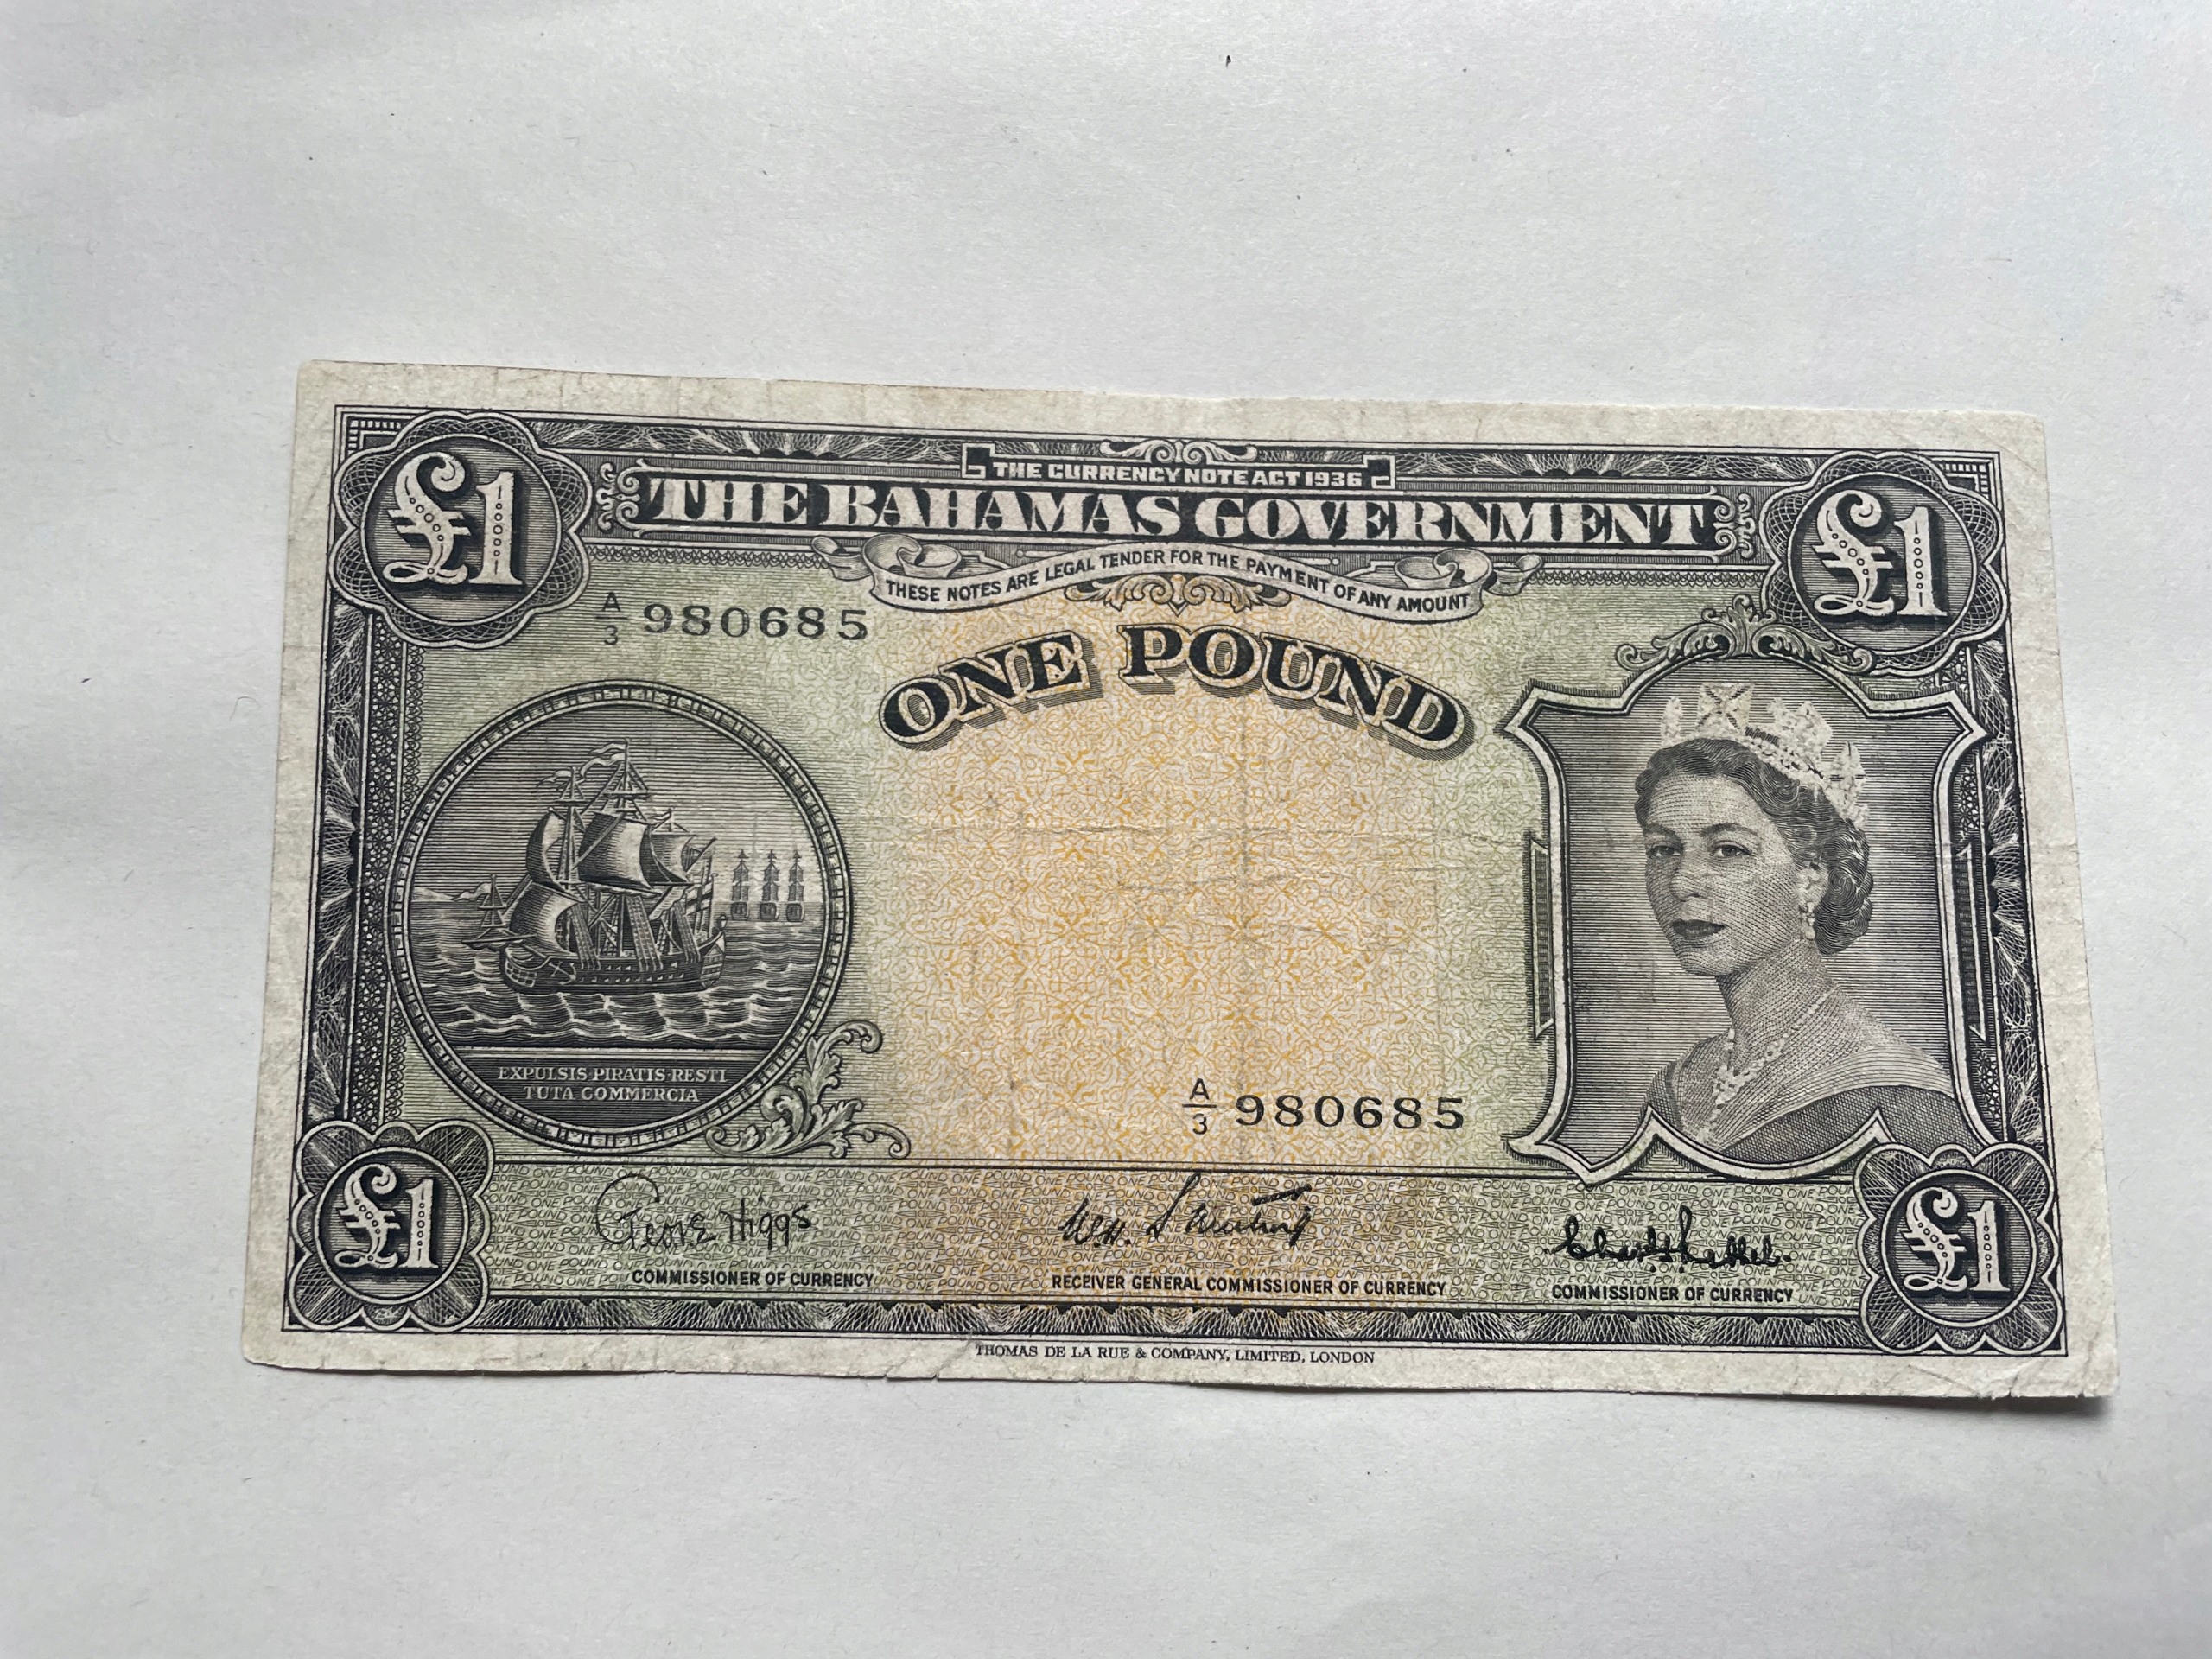 THE CURRENCY NOTE ACT 1936
£1 THE BAHAMAS GOVERNMENT £1
THESE NOTES ARE LEGAL TENDER FOR THE PAYMENT OF ANY AMOUNT
A/3 980685
ONE POUND
EXPULSIS PIRATIS RESTI
TUTA COMMERCIA
A/3 980685
£1 George Higgs £1
COMMISSIONER OF CURRENCY
RECEIVER GENERAL COMMISSIONER OF CURRENCY
COMMISSIONER OF CURRENCY
THOMAS DE LA RUE & COMPANY, LIMITED, LONDON